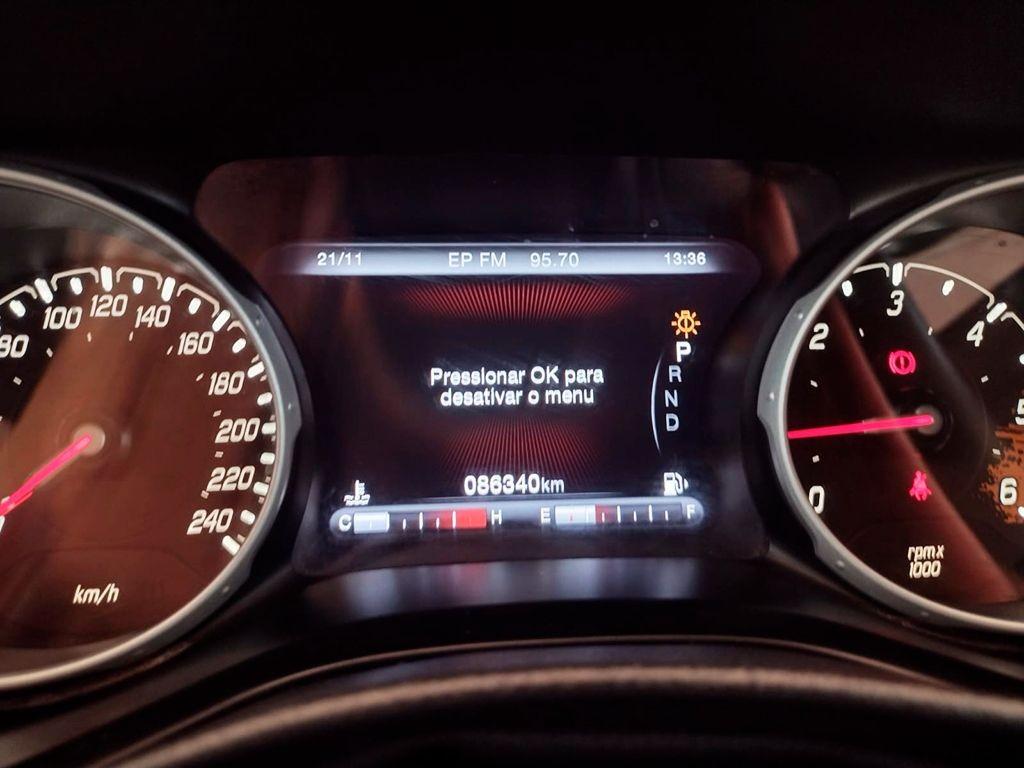 21/11 EP FM 95.70 13:36
Pressionar OK para
desativar o menu
P
R
N
D
086340km
C H E F
80
100
120
140
160
180
200
220
240
km/h
0
2
3
4
5
6
rpm x
1000